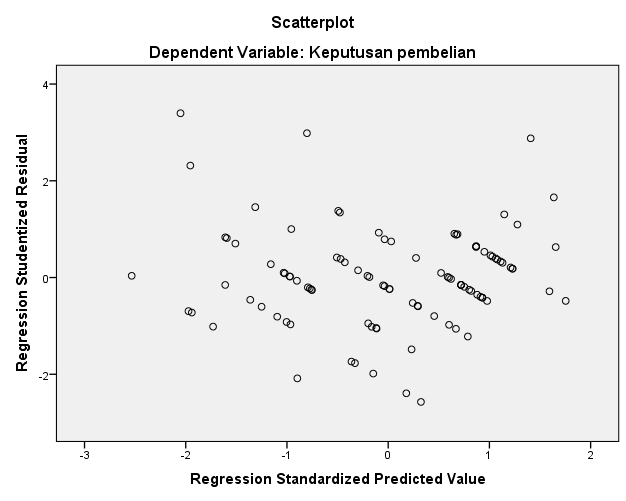 Scatterplot
Dependent Variable: Keputusan pembelian
Regression Studentized Residual
4
2
0
-2
-3
-2
-1
0
1
2
Regression Standardized Predicted Value